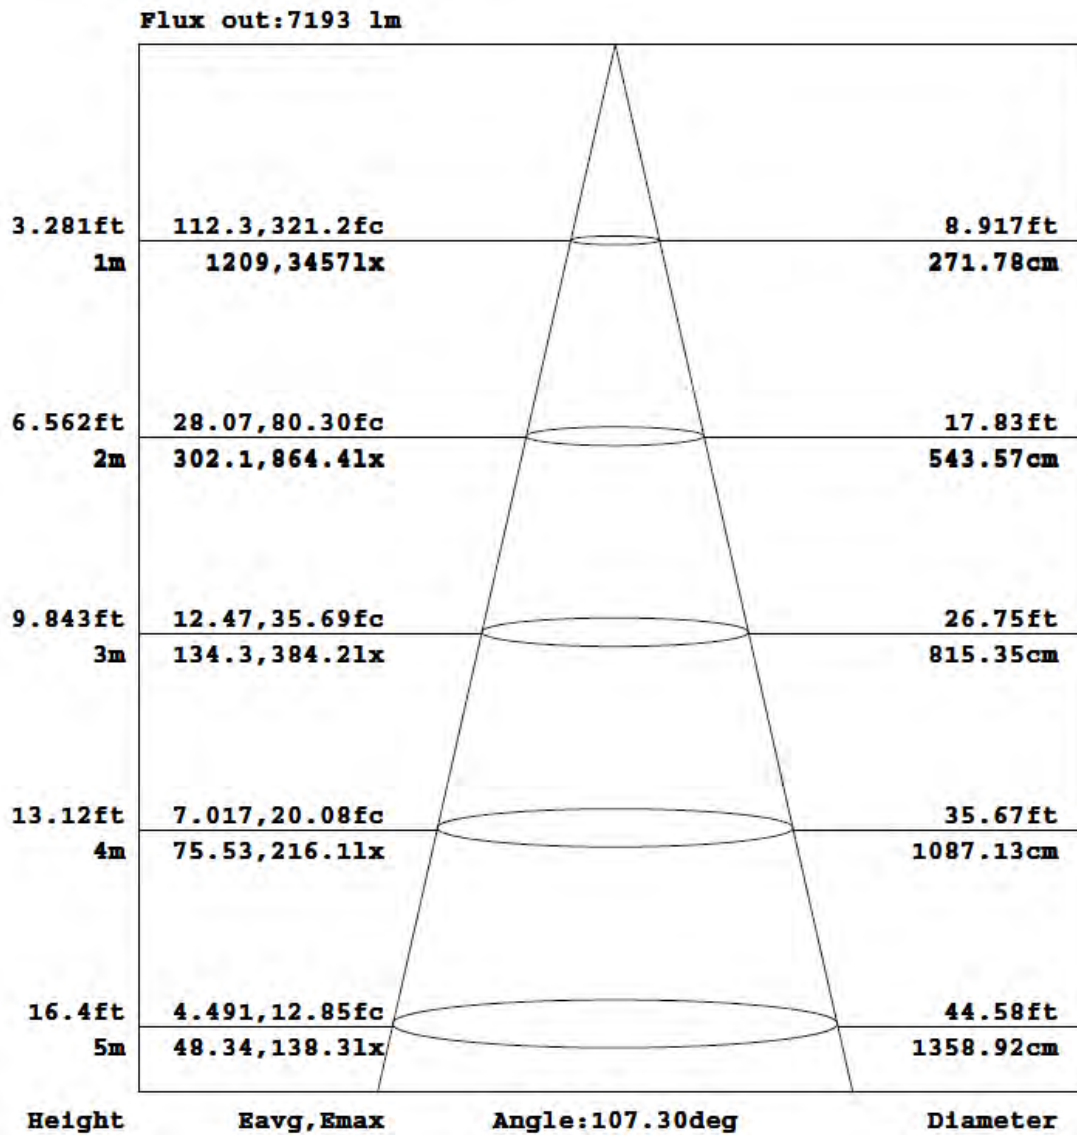 Flux out:7193 lm
3.281ft 112.3,321.2fc 8.917ft
1m 1209,3457lx 271.78cm
6.562ft 28.07,80.30fc 17.83ft
2m 302.1,864.4lx 543.57cm
9.843ft 12.47,35.69fc 26.75ft
3m 134.3,384.2lx 815.35cm
13.12ft 7.017,20.08fc 35.67ft
4m 75.53,216.1lx 1087.13cm
16.4ft 4.491,12.85fc 44.58ft
5m 48.34,138.3lx 1358.92cm
Height Eavg,Emax Angle:107.30deg Diameter